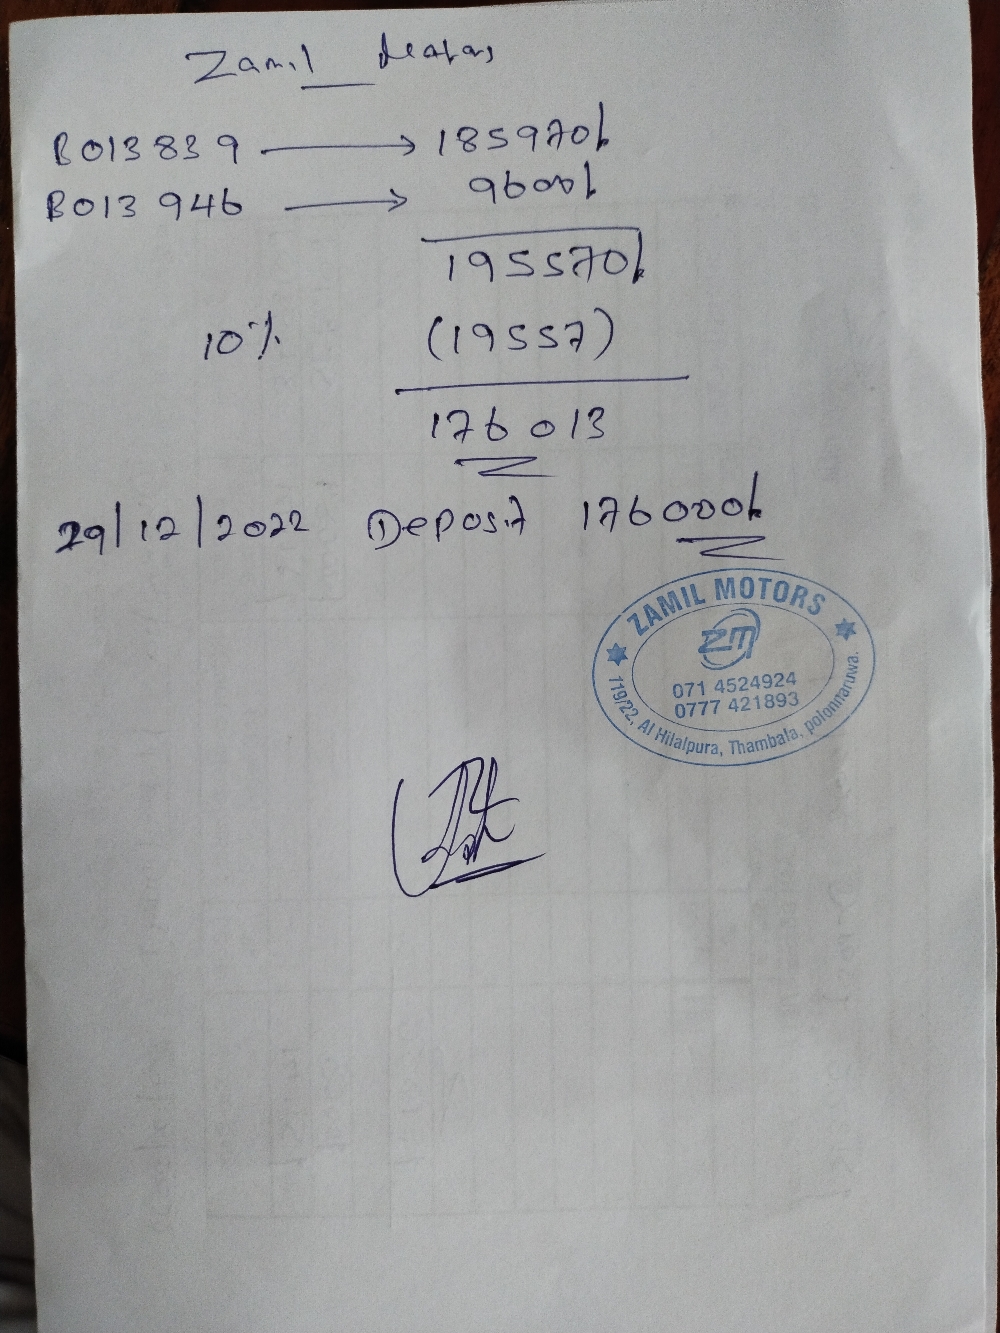 Zamil Motors
B013839 → 185970/-
B013946 → 9600/-
195570/-
10% (19557)
176013
29/12/2022 Deposit 176000/-
ZAMIL MOTORS
ZM
071 4524924
0777 421893
119/22, Al Hilalpura, Thambala, polonnaruwa.